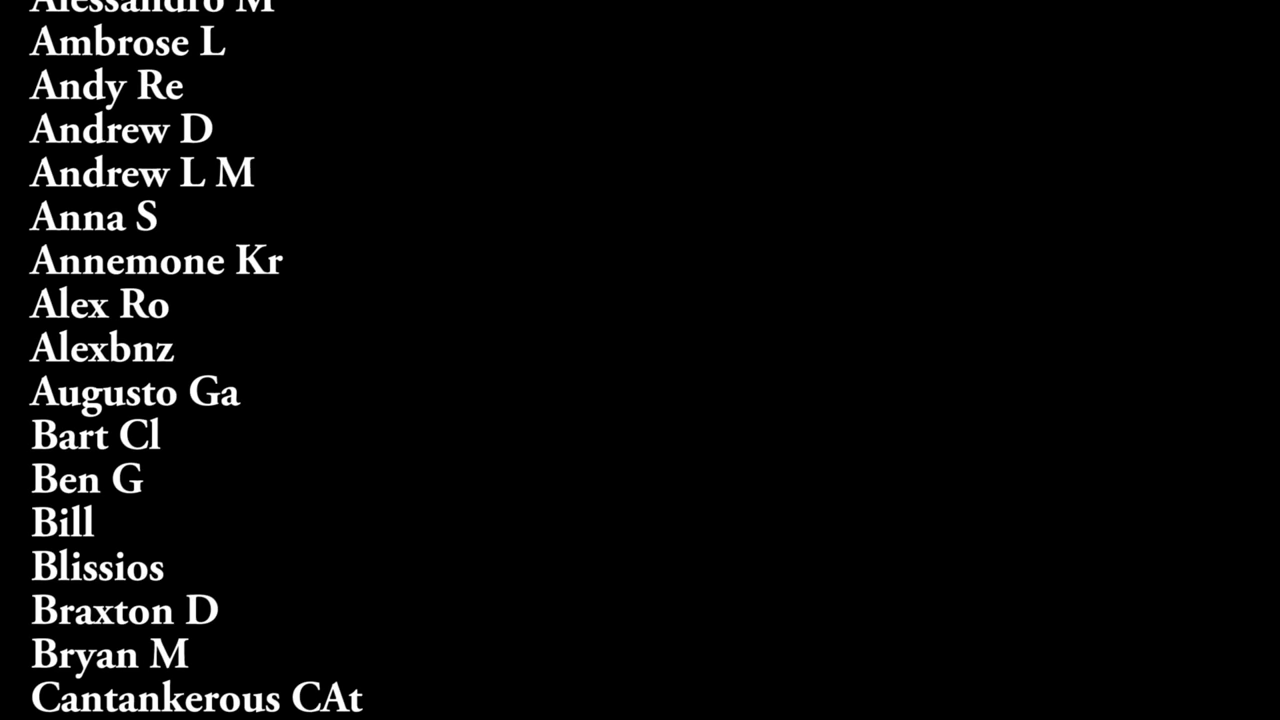 Alessandro M
Ambrose L
Andy Re
Andrew D
Andrew L M
Anna S
Annemone Kr
Alex Ro
Alexbnz
Augusto Ga
Bart Cl
Ben G
Bill
Blissios
Braxton D
Bryan M
Cantankerous CAt